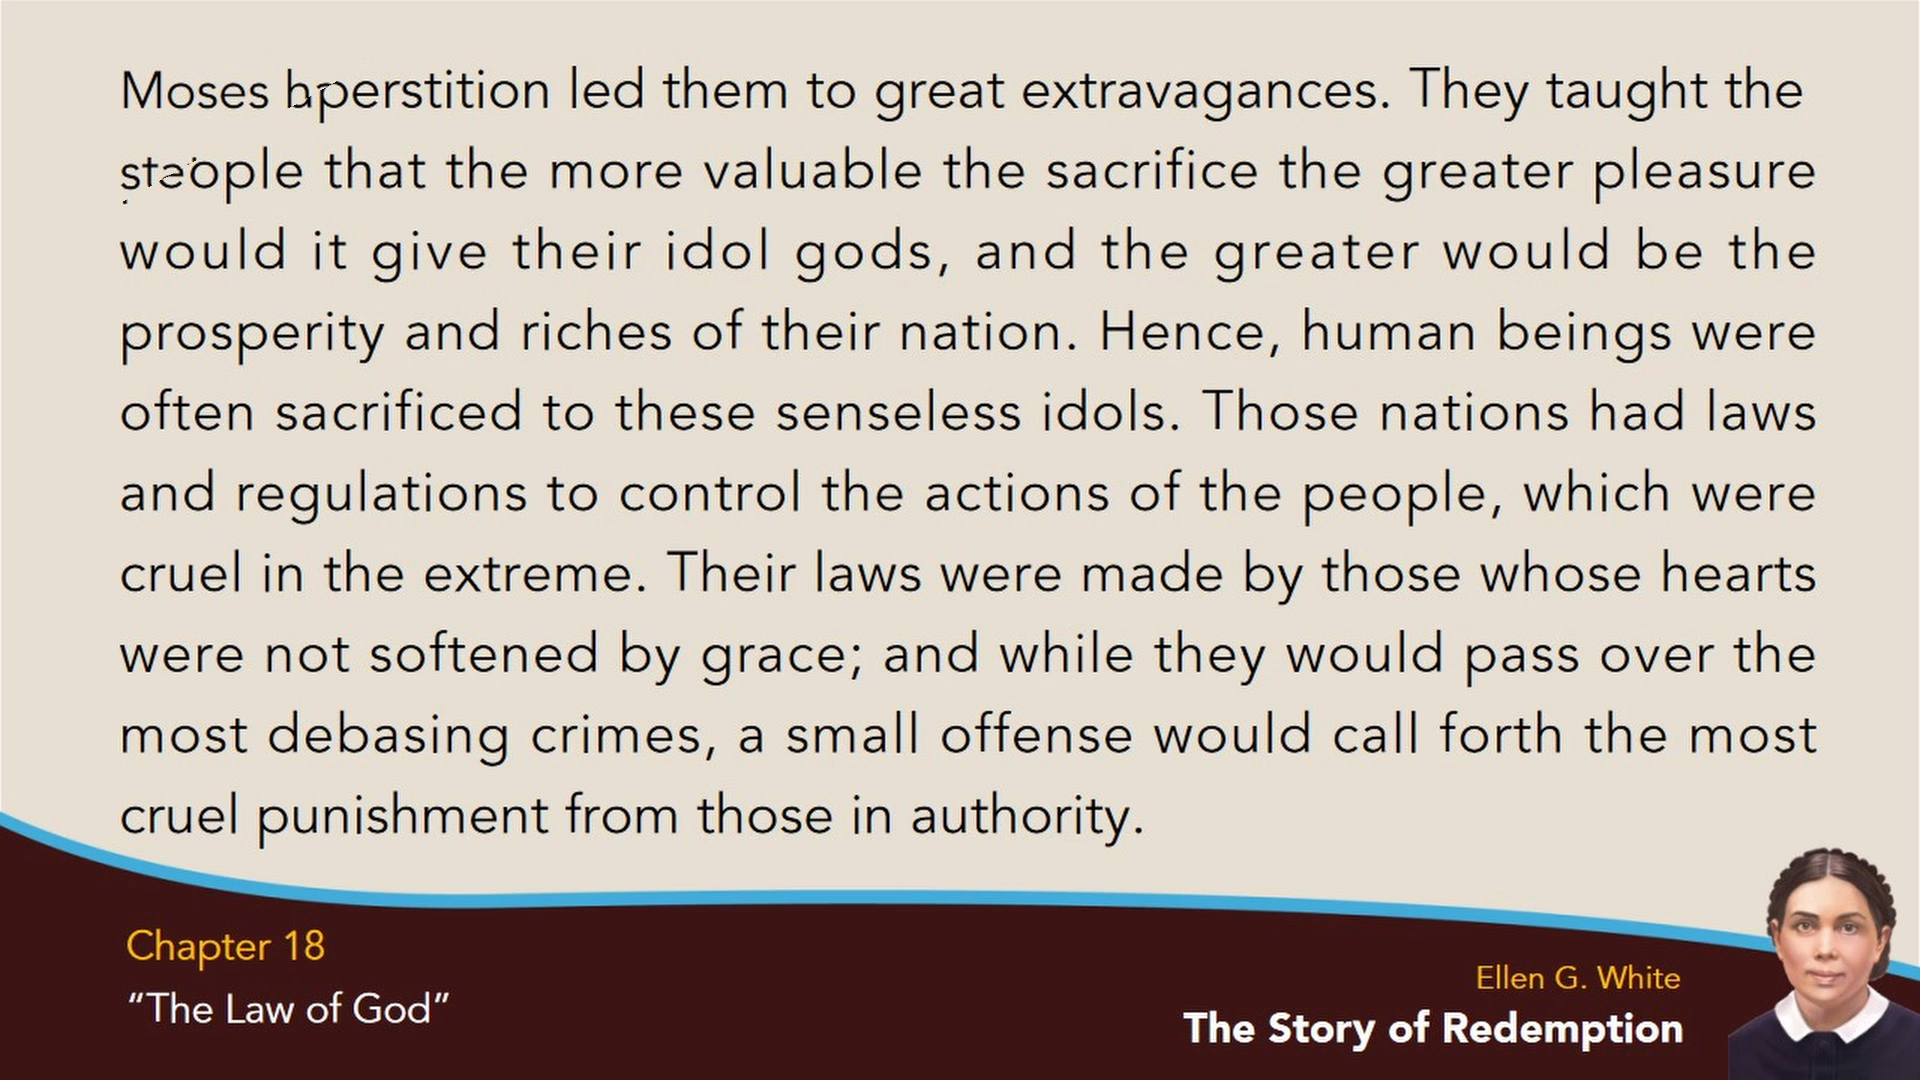 Moses perstition led them to great extravagances. They taught the
ople that the more valuable the sacrifice the greater pleasure
would it give their idol gods, and the greater would be the
prosperity and riches of their nation. Hence, human beings were
often sacrificed to these senseless idols. Those nations had laws
and regulations to control the actions of the people, which were
cruel in the extreme. Their laws were made by those whose hearts
were not softened by grace; and while they would pass over the
most debasing crimes, a small offense would call forth the most
cruel punishment from those in authority.
Chapter 18
“The Law of God”
Ellen G. White
The Story of Redemption